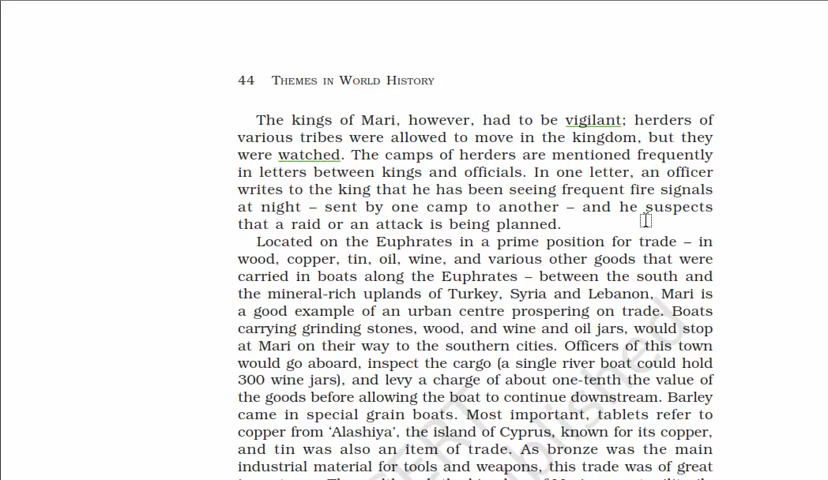 44 THEMES IN WORLD HISTORY
The kings of Mari, however, had to be vigilant; herders of
various tribes were allowed to move in the kingdom, but they
were watched. The camps of herders are mentioned frequently
in letters between kings and officials. In one letter, an officer
writes to the king that he has been seeing frequent fire signals
at night – sent by one camp to another – and he suspects
that a raid or an attack is being planned.
Located on the Euphrates in a prime position for trade – in
wood, copper, tin, oil, wine, and various other goods that were
carried in boats along the Euphrates – between the south and
the mineral-rich uplands of Turkey, Syria and Lebanon, Mari is
a good example of an urban centre prospering on trade. Boats
carrying grinding stones, wood, and wine and oil jars, would stop
at Mari on their way to the southern cities. Officers of this town
would go aboard, inspect the cargo (a single river boat could hold
300 wine jars), and levy a charge of about one-tenth the value of
the goods before allowing the boat to continue downstream. Barley
came in special grain boats. Most important, tablets refer to
copper from ‘Alashiya’, the island of Cyprus, known for its copper,
and tin was also an item of trade. As bronze was the main
industrial material for tools and weapons, this trade was of great